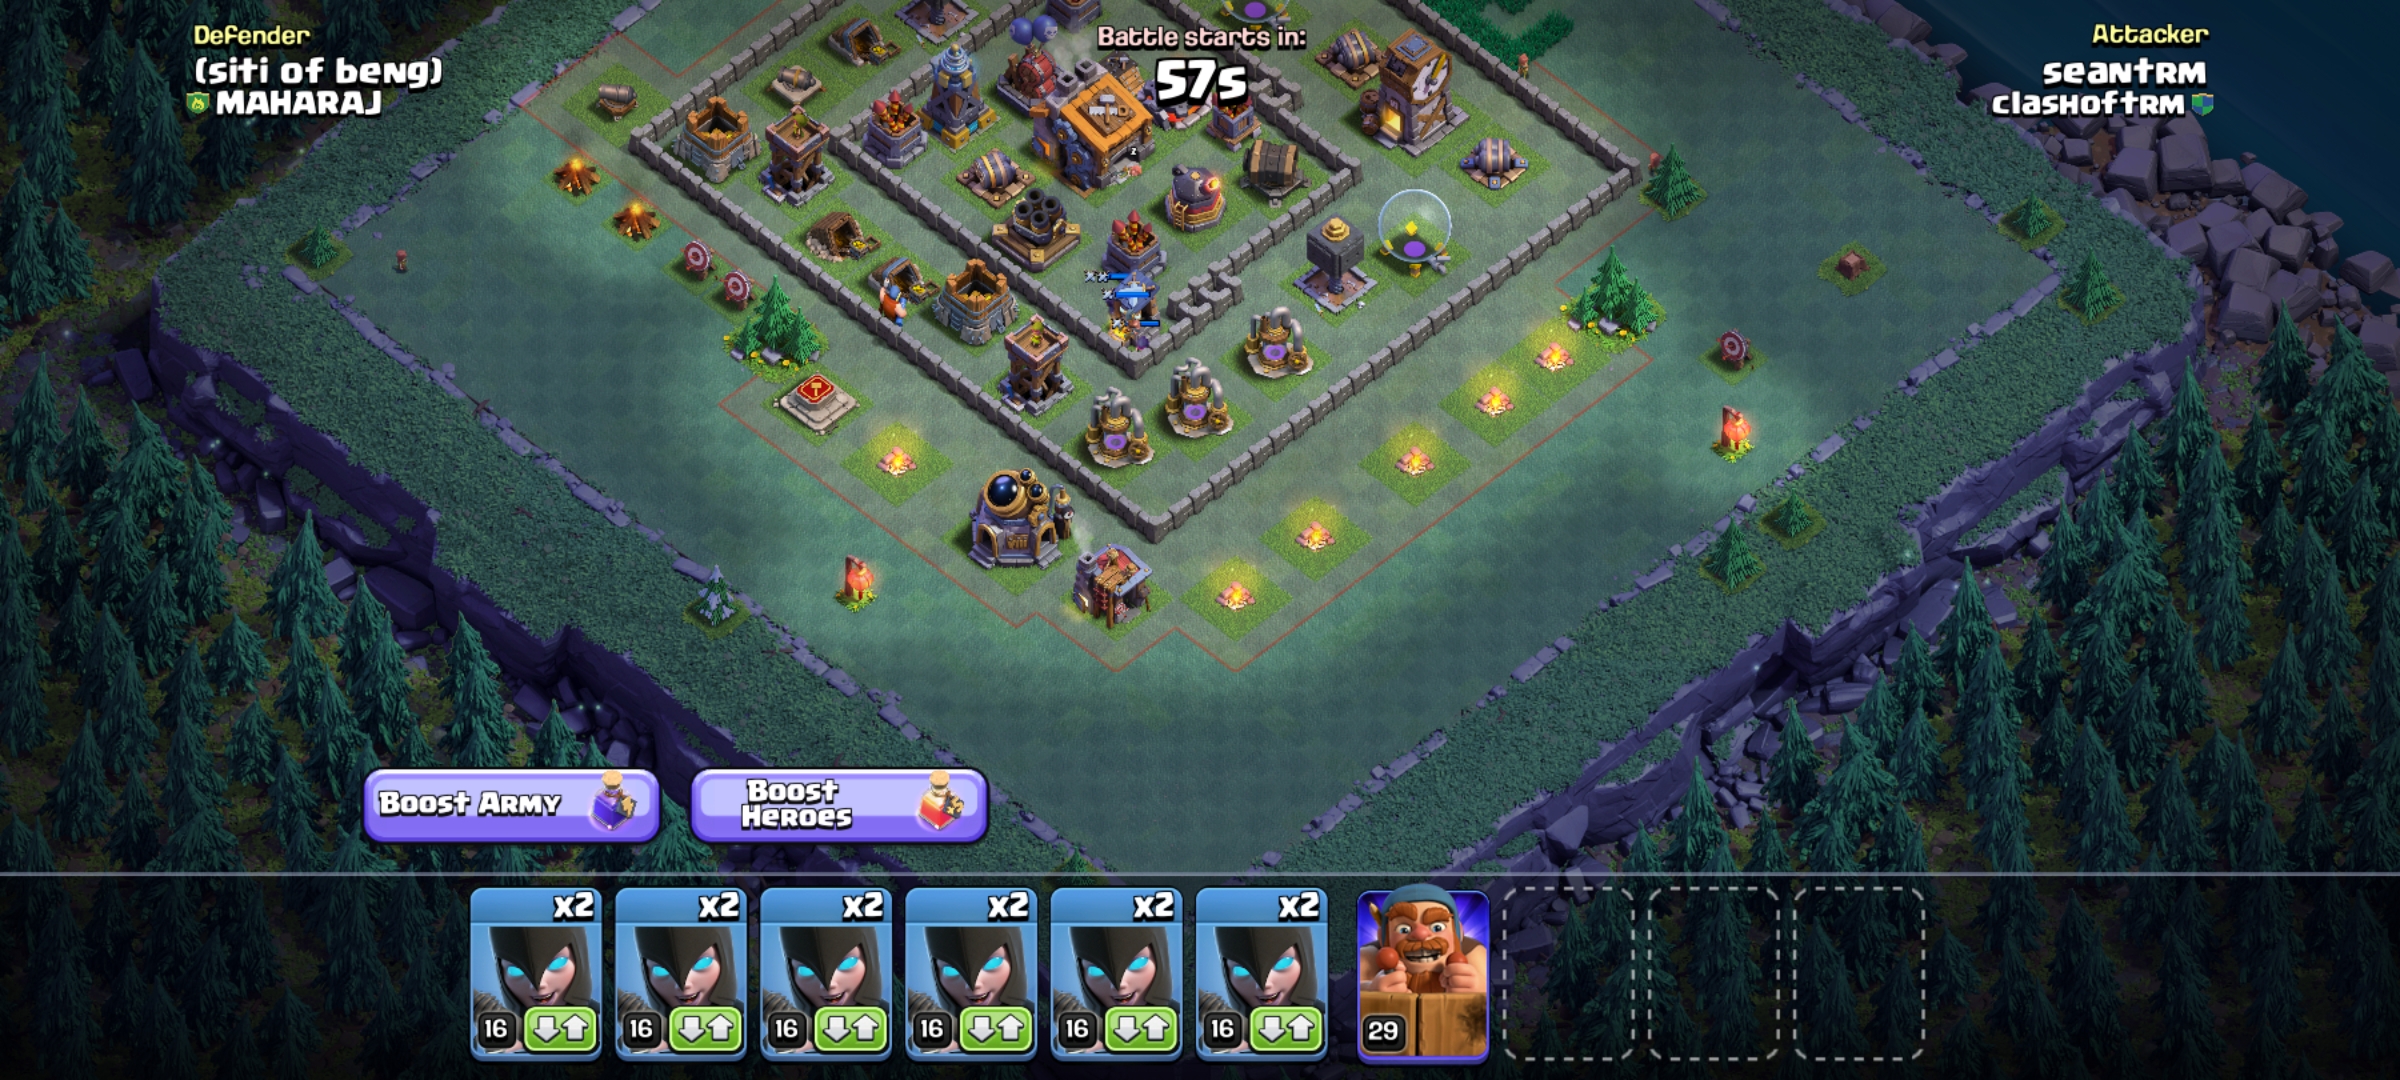 Defender
(siti of beng)
MAHARAJ
Battle starts in:
57s
Attacker
seantRM
clashoftRM
Boost Army
Boost
Heroes
x2
x2
x2
x2
x2
x2
16
16
16
16
16
16
29